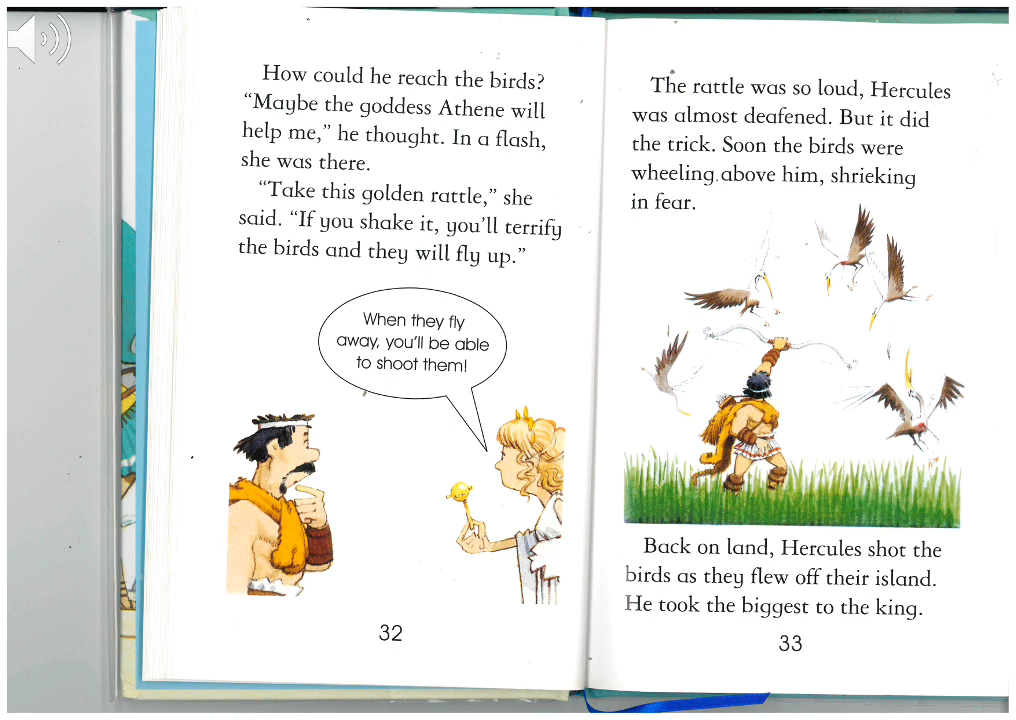 How could he reach the birds?
“Maybe the goddess Athene will
help me,” he thought. In a flash,
she was there.
“Take this golden rattle,” she
said. “If you shake it, you’ll terrify
the birds and they will fly up.”
When they fly
away, you’ll be able
to shoot them!
32
The rattle was so loud, Hercules
was almost deafened. But it did
the trick. Soon the birds were
wheeling above him, shrieking
in fear.
Back on land, Hercules shot the
birds as they flew off their island.
He took the biggest to the king.
33